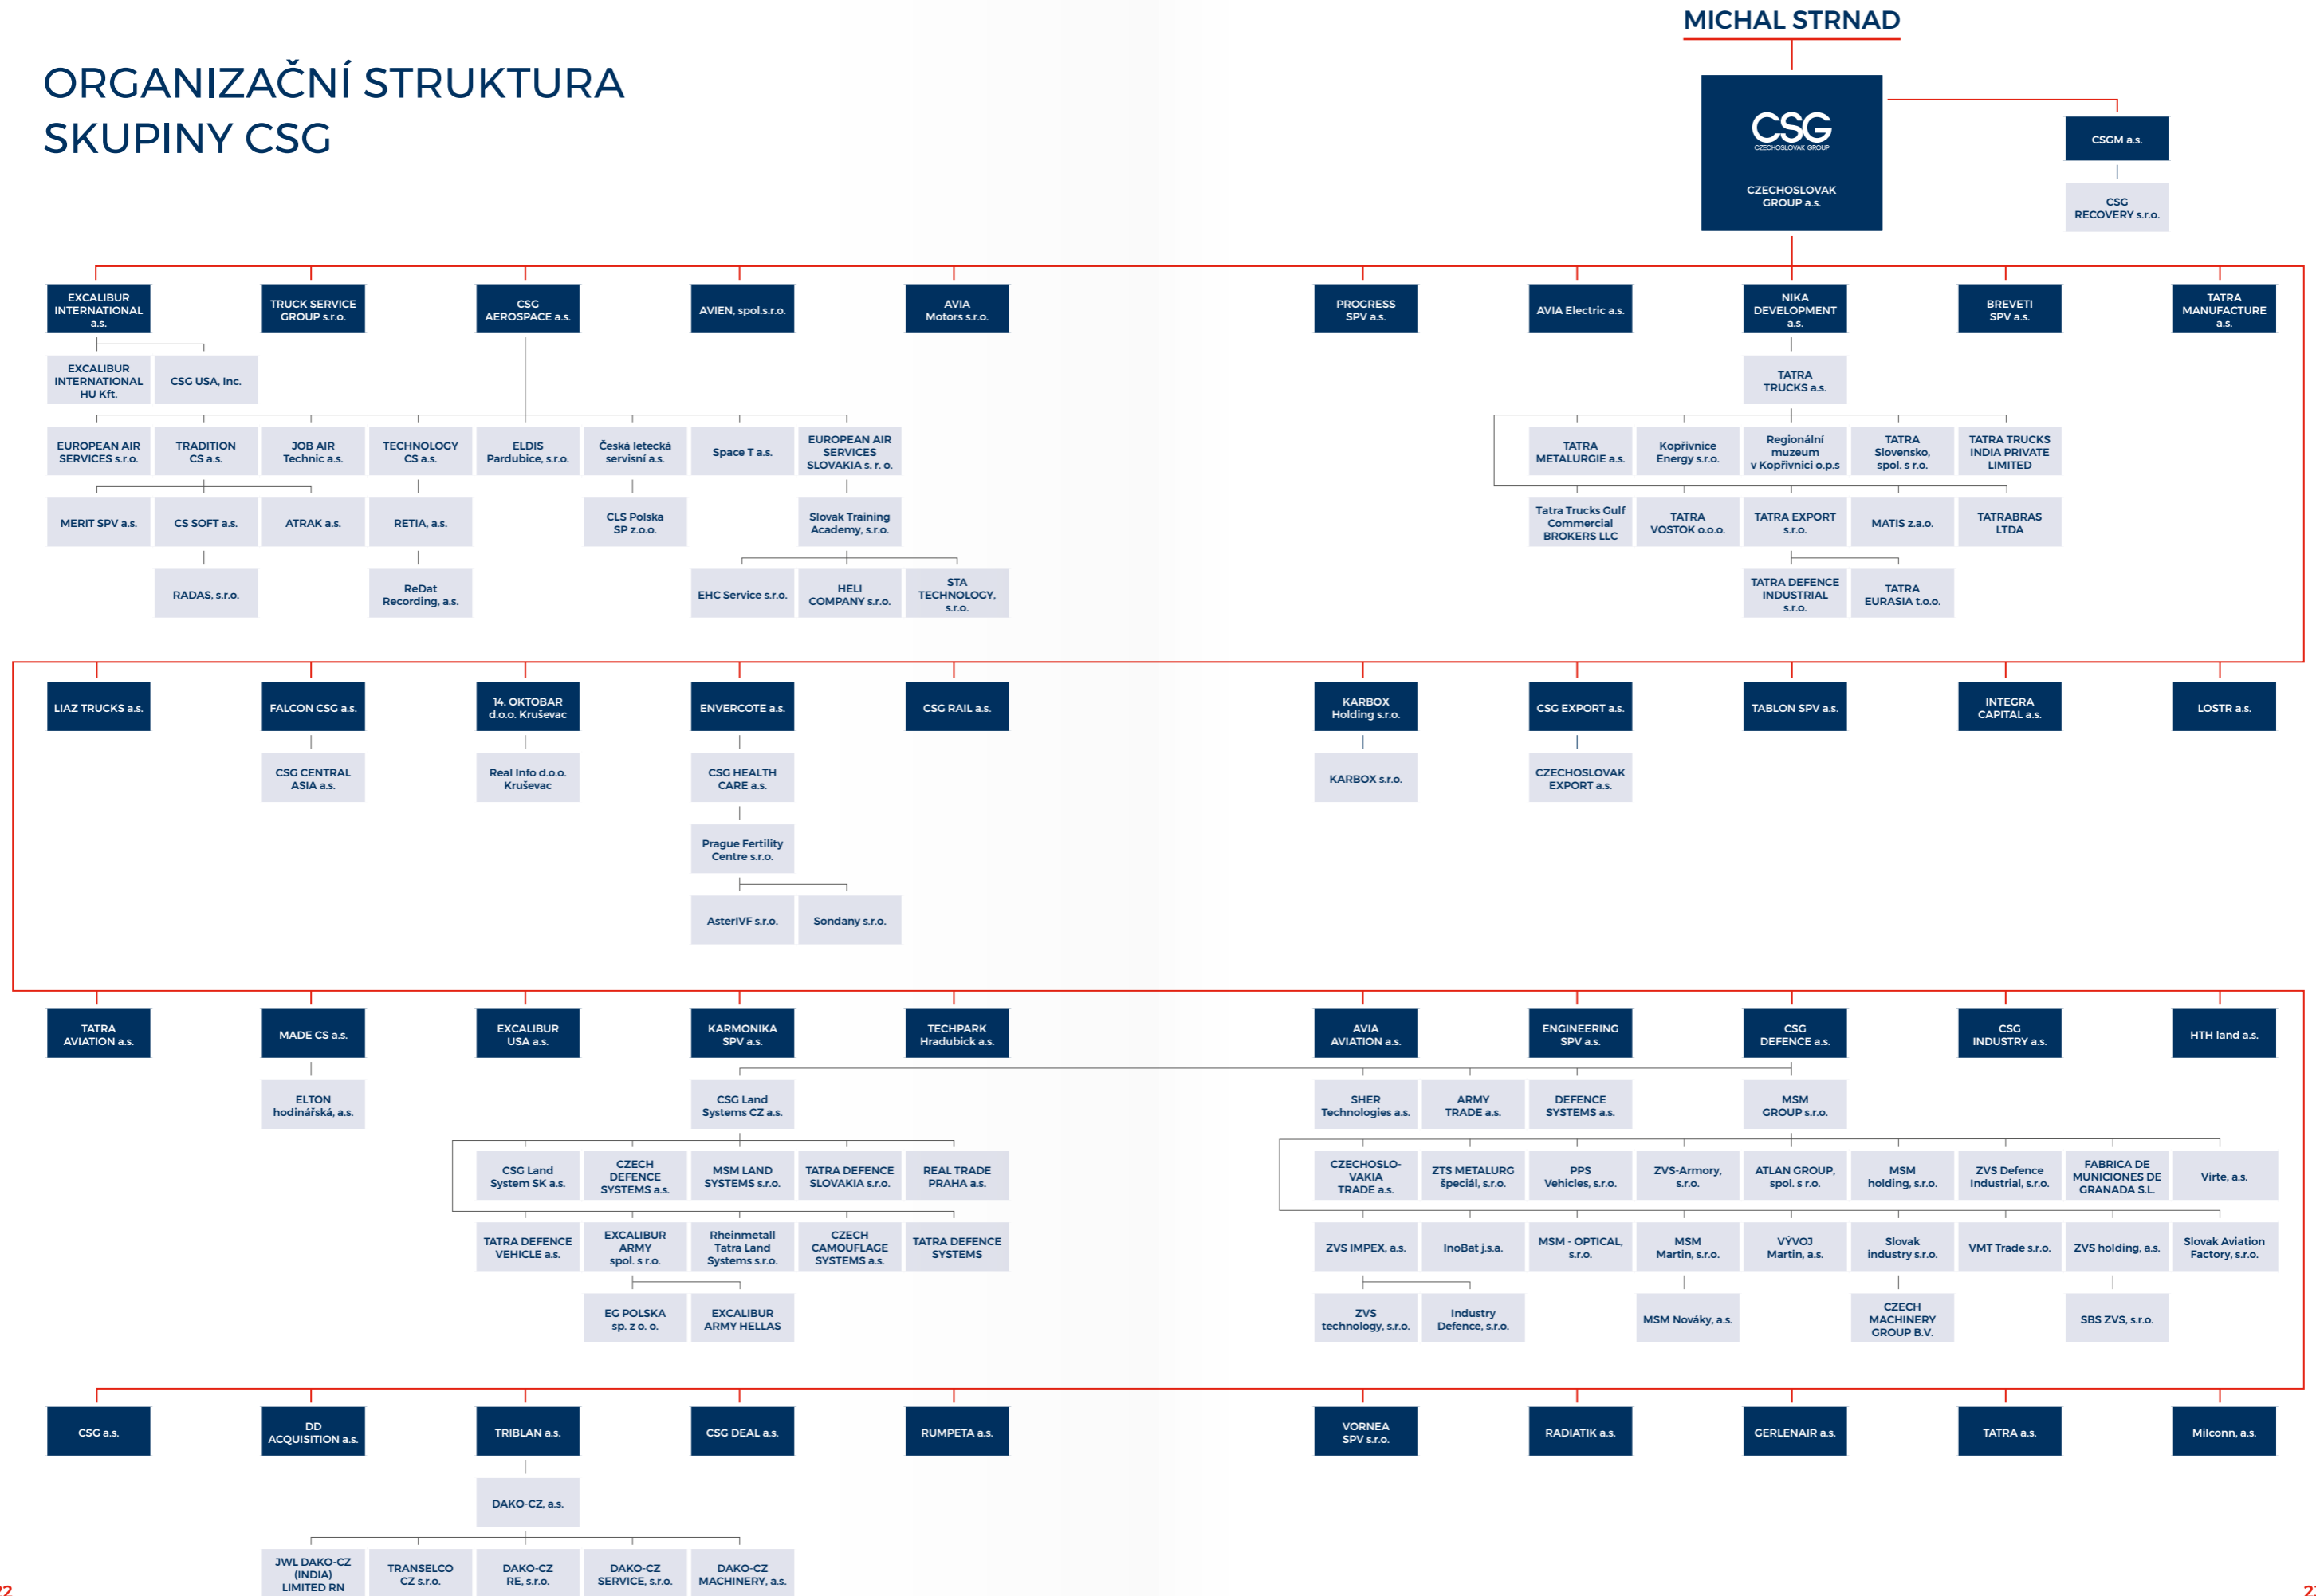 MICHAL STRNAD
ORGANIZAČNÍ STRUKTURA
SKUPINY CSG
CSG
CZECHOSLOVAK GROUP
CZECHOSLOVAK
GROUP a.s.
CSGM a.s.
CSG
RECOVERY s.r.o.
EXCALIBUR
INTERNATIONAL
a.s.
TRUCK SERVICE
GROUP s.r.o.
CSG
AEROSPACE a.s.
AVIEN, spol.s.r.o.
AVIA
Motors s.r.o.
PROGRESS
SPV a.s.
AVIA Electric a.s.
NIKA
DEVELOPMENT
a.s.
BREVETI
SPV a.s.
TATRA
MANUFACTURE
a.s.
EXCALIBUR
INTERNATIONAL
HU Kft.
CSG USA, Inc.
TATRA
TRUCKS a.s.
EUROPEAN AIR
SERVICES s.r.o.
TRADITION
CS a.s.
JOB AIR
Technic a.s.
TECHNOLOGY
CS a.s.
ELDIS
Pardubice, s.r.o.
Česká letecká
servisní a.s.
Space T a.s.
EUROPEAN AIR
SERVICES
SLOVAKIA s. r. o.
TATRA
METALURGIE a.s.
Kopřivnice
Energy s.r.o.
Regionální
muzeum
v Kopřivnici o.p.s
TATRA
Slovensko,
spol. s r.o.
TATRA TRUCKS
INDIA PRIVATE
LIMITED
MERIT SPV a.s.
CS SOFT a.s.
ATRAK a.s.
RETIA, a.s.
CLS Polska
SP z.o.o.
Slovak Training
Academy, s.r.o.
Tatra Trucks Gulf
Commercial
BROKERS LLC
TATRA
VOSTOK o.o.o.
TATRA EXPORT
s.r.o.
MATIS z.a.o.
TATRABRAS
LTDA
RADAS, s.r.o.
ReDat
Recording, a.s.
EHC Service s.r.o.
HELI
COMPANY s.r.o.
STA
TECHNOLOGY,
s.r.o.
TATRA DEFENCE
INDUSTRIAL
s.r.o.
TATRA
EURASIA t.o.o.
LIAZ TRUCKS a.s.
FALCON CSG a.s.
14. OKTOBAR
d.o.o. Kruševac
ENVERCOTE a.s.
CSG RAIL a.s.
KARBOX
Holding s.r.o.
CSG EXPORT a.s.
TABLON SPV a.s.
INTEGRA
CAPITAL a.s.
LOSTR a.s.
CSG CENTRAL
ASIA a.s.
Real Info d.o.o.
Kruševac
CSG HEALTH
CARE a.s.
KARBOX s.r.o.
CZECHOSLOVAK
EXPORT a.s.
Prague Fertility
Centre s.r.o.
AsterIVF s.r.o.
Sondany s.r.o.
TATRA
AVIATION a.s.
MADE CS a.s.
EXCALIBUR
USA a.s.
KARMONIKA
SPV a.s.
TECHPARK
Hradubick a.s.
AVIA
AVIATION a.s.
ENGINEERING
SPV a.s.
CSG
DEFENCE a.s.
CSG
INDUSTRY a.s.
HTH land a.s.
ELTON
hodinářská, a.s.
CSG Land
Systems CZ a.s.
SHER
Technologies a.s.
ARMY
TRADE a.s.
DEFENCE
SYSTEMS a.s.
MSM
GROUP s.r.o.
CSG Land
System SK a.s.
CZECH
DEFENCE
SYSTEMS a.s.
MSM LAND
SYSTEMS s.r.o.
TATRA DEFENCE
SLOVAKIA s.r.o.
REAL TRADE
PRAHA a.s.
CZECHOSLO-
VAKIA
TRADE a.s.
ZTS METALURG
špeciál, s.r.o.
PPS
Vehicles, s.r.o.
ZVS-Armory,
s.r.o.
ATLAN GROUP,
spol. s r.o.
MSM
holding, s.r.o.
ZVS Defence
Industrial, s.r.o.
FABRICA DE
MUNICIONES DE
GRANADA S.L.
Virte, a.s.
TATRA DEFENCE
VEHICLE a.s.
EXCALIBUR
ARMY
spol. s r.o.
Rheinmetall
Tatra Land
Systems s.r.o.
CZECH
CAMOUFLAGE
SYSTEMS a.s.
TATRA DEFENCE
SYSTEMS
ZVS IMPEX, a.s.
InoBat j.s.a.
MSM - OPTICAL,
s.r.o.
MSM
Martin, s.r.o.
VÝVOJ
Martin, a.s.
Slovak
industry s.r.o.
VMT Trade s.r.o.
ZVS holding, a.s.
Slovak Aviation
Factory, s.r.o.
EG POLSKA
sp. z o. o.
EXCALIBUR
ARMY HELLAS
ZVS
technology, s.r.o.
Industry
Defence, s.r.o.
MSM Nováky, a.s.
CZECH
MACHINERY
GROUP B.V.
SBS ZVS, s.r.o.
CSG a.s.
DD
ACQUISITION a.s.
TRIBLAN a.s.
CSG DEAL a.s.
RUMPETA a.s.
VORNEA
SPV s.r.o.
RADIATIK a.s.
GERLENAIR a.s.
TATRA a.s.
Milconn, a.s.
DAKO-CZ, a.s.
JWL DAKO-CZ
(INDIA)
LIMITED RN
TRANSELCO
CZ s.r.o.
DAKO-CZ
RE, s.r.o.
DAKO-CZ
SERVICE, s.r.o.
DAKO-CZ
MACHINERY, a.s.